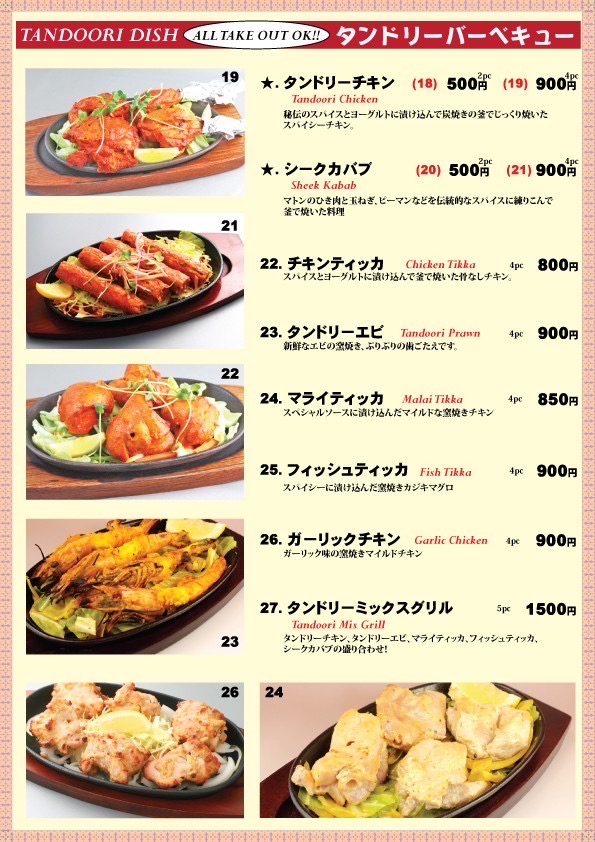 TANDOORI DISH ALL TAKE OUT OK!! タンドリーバーベキュー
19
★. タンドリーチキン (18) 500円 2pc (19) 900円 4pc
Tandoori Chicken
秘伝のスパイスとヨーグルトに漬け込んで炭焼きの釜でじっくり焼いた
スパイシーチキン。
★. シークカバブ (20) 500円 2pc (21) 900円 4pc
Sheek Kabab
マトンのひき肉と玉ねぎ、ピーマンなどを伝統的なスパイスに練りこんで
釜で焼いた料理
21
22. チキンティッカ Chicken Tikka 4pc 800円
スパイスとヨーグルトに漬け込んで釜で焼いた骨なしチキン。
23. タンドリーエビ Tandoori Prawn 4pc 900円
新鮮なエビの窯焼き、ぷりぷりの歯ごたえです。
22
24. マライティッカ Malai Tikka 4pc 850円
スペシャルソースに漬け込んだマイルドな窯焼きチキン
25. フィッシュティッカ Fish Tikka 4pc 900円
スパイシーに漬け込んだ窯焼きカジキマグロ
26. ガーリックチキン Garlic Chicken 4pc 900円
ガーリック味の窯焼きマイルドチキン
27. タンドリーミックスグリル 5pc 1500円
Tandoori Mix Grill
タンドリーチキン、タンドリーエビ、マライティッカ、フィッシュティッカ、
シークカバブの盛り合わせ!
23
26
24